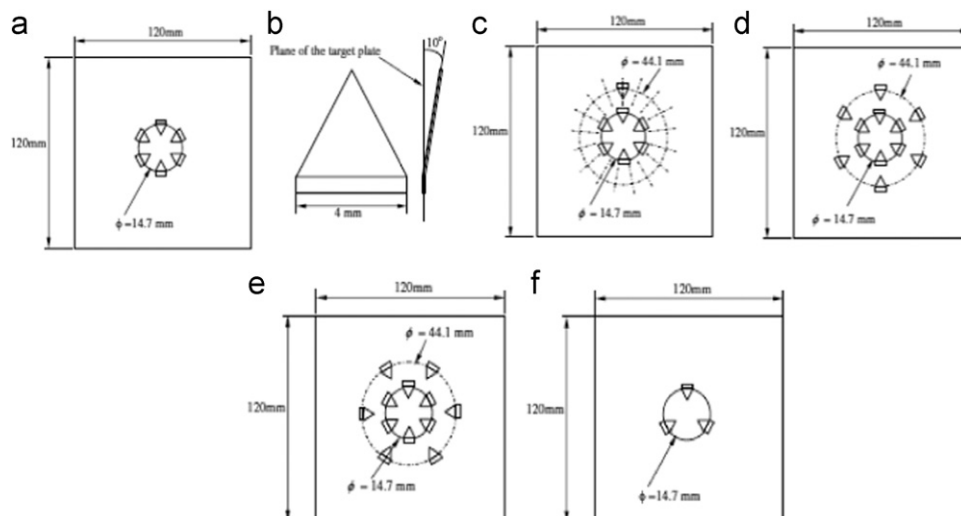 a
120mm
120mm
ϕ=14.7 mm
b
Plane of the target plate
10°
4 mm
c
120mm
ϕ = 44.1 mm
120mm
ϕ =14.7 mm
d
120mm
ϕ = 44.1 mm
120mm
ϕ =14.7 mm
e
120mm
ϕ = 44.1 mm
120mm
ϕ =14.7 mm
f
120mm
120mm
ϕ=14.7 mm